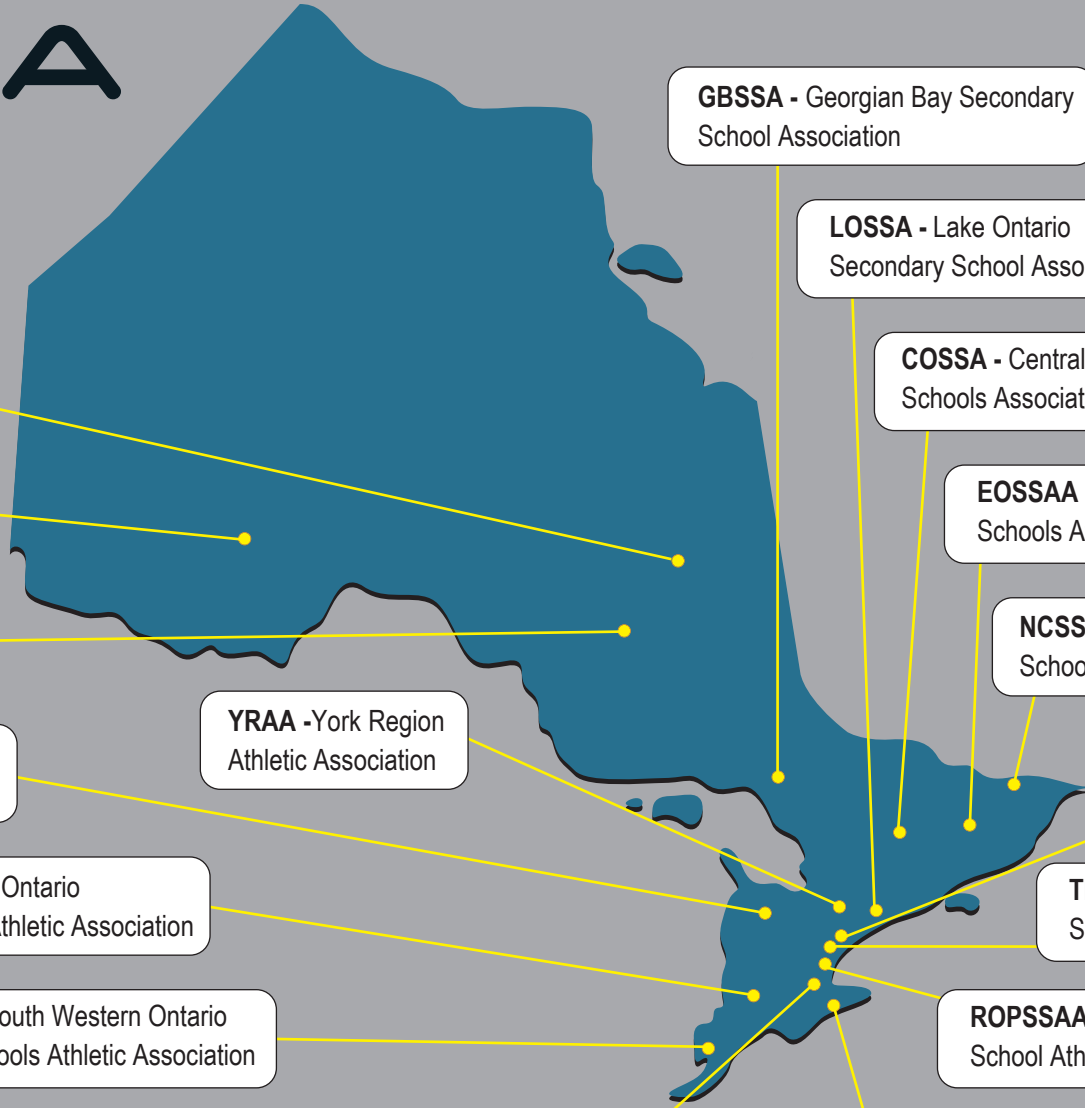 A
GBSSA - Georgian Bay Secondary
School Association
LOSSA - Lake Ontario
Secondary School Asso
COSSA - Central
Schools Associat
EOSSAA
Schools A
NCSS
Schoo
YRAA -York Region
Athletic Association
Ontario
thletic Association
T
S
outh Western Ontario
ools Athletic Association
ROPSSAA
School Ath